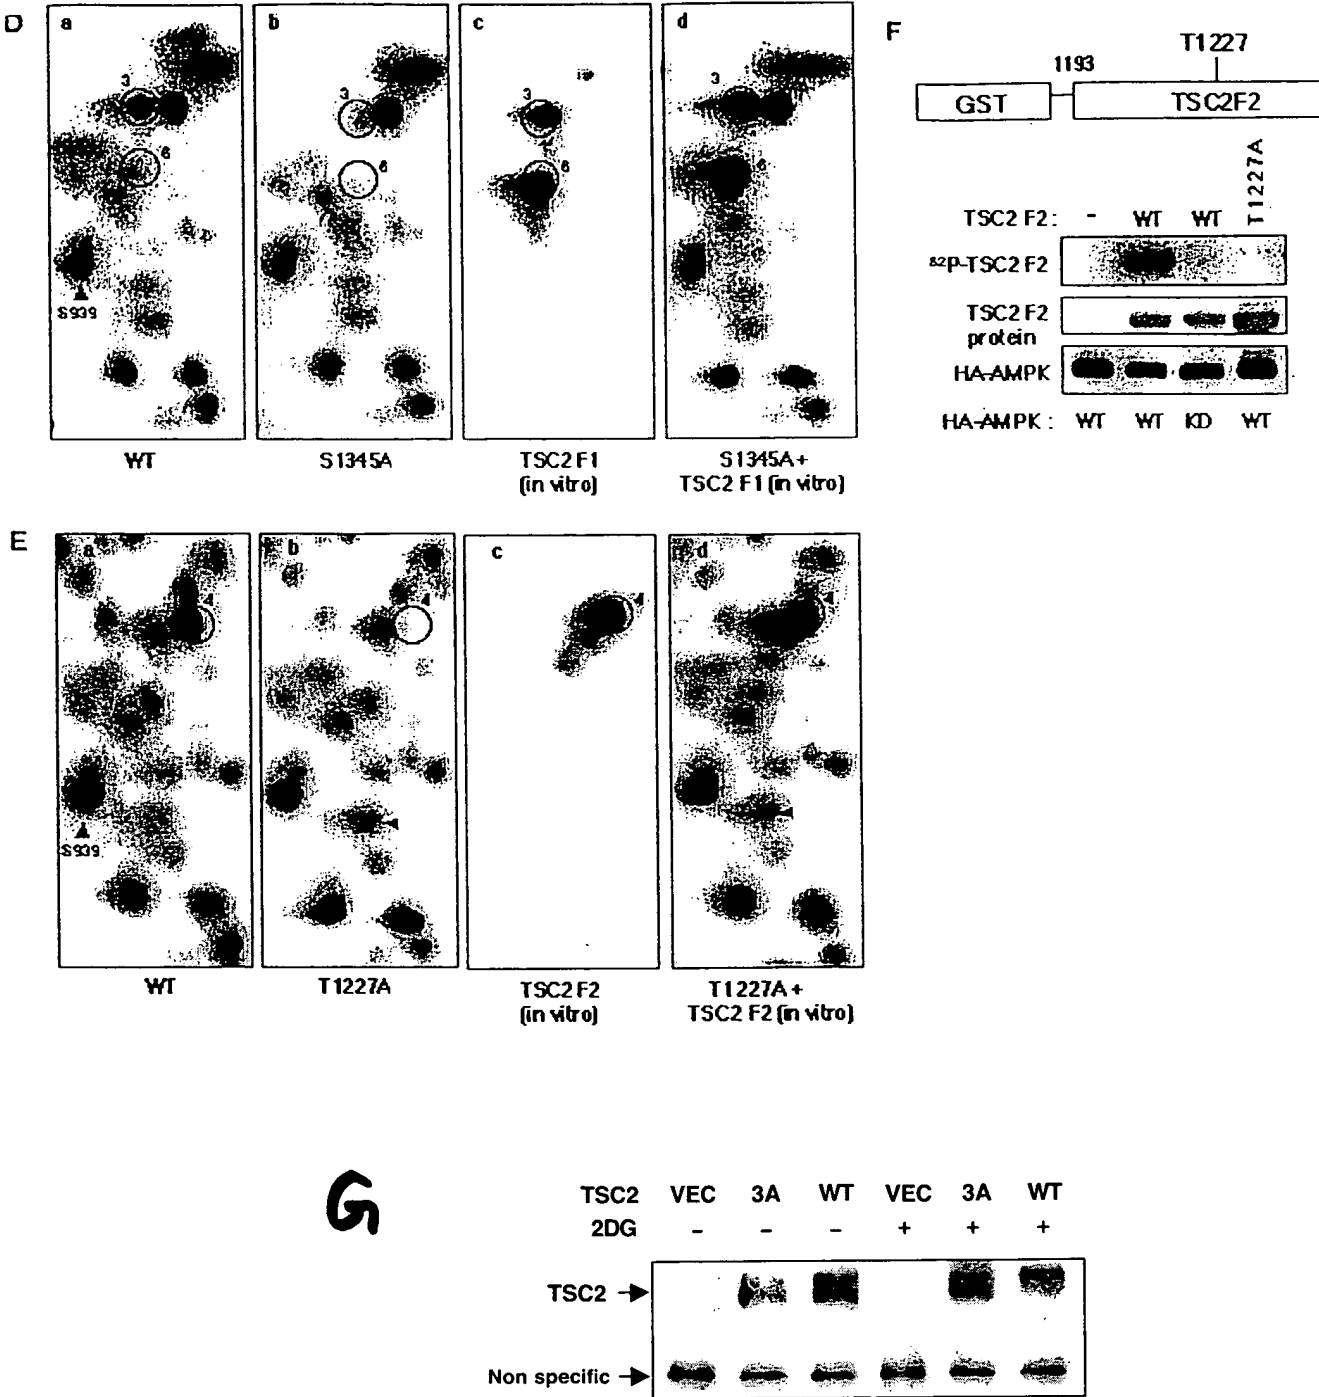 D
a
b
c
d
3
6
3
6
3
6
3
6
S939
WT
S1345A
TSC2 F1
(in vitro)
S1345A +
TSC2 F1 (in vitro)
F
T1227
1193
GST
TSC2F2
TSC2 F2 : - WT WT T1227A
32P-TSC2 F2
TSC2 F2
protein
HA-AMPK
HA-AMPK : WT WT KD WT
E
a
b
c
d
4
4
4
4
S939
WT
T1227A
TSC2 F2
(in vitro)
T1227A +
TSC2 F2 (in vitro)
G
TSC2 VEC 3A WT VEC 3A WT
2DG - - - + + +
TSC2
Non specific